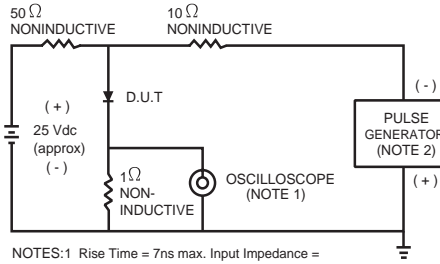 50 Ω
NONINDUCTIVE
10 Ω
NONINDUCTIVE
( + )
25 Vdc
(approx)
( - )
D.U.T
1Ω
NON-
INDUCTIVE
OSCILLOSCOPE
(NOTE 1)
( - )
PULSE
GENERATOR
(NOTE 2)
( + )
NOTES:1 Rise Time = 7ns max. Input Impedance =